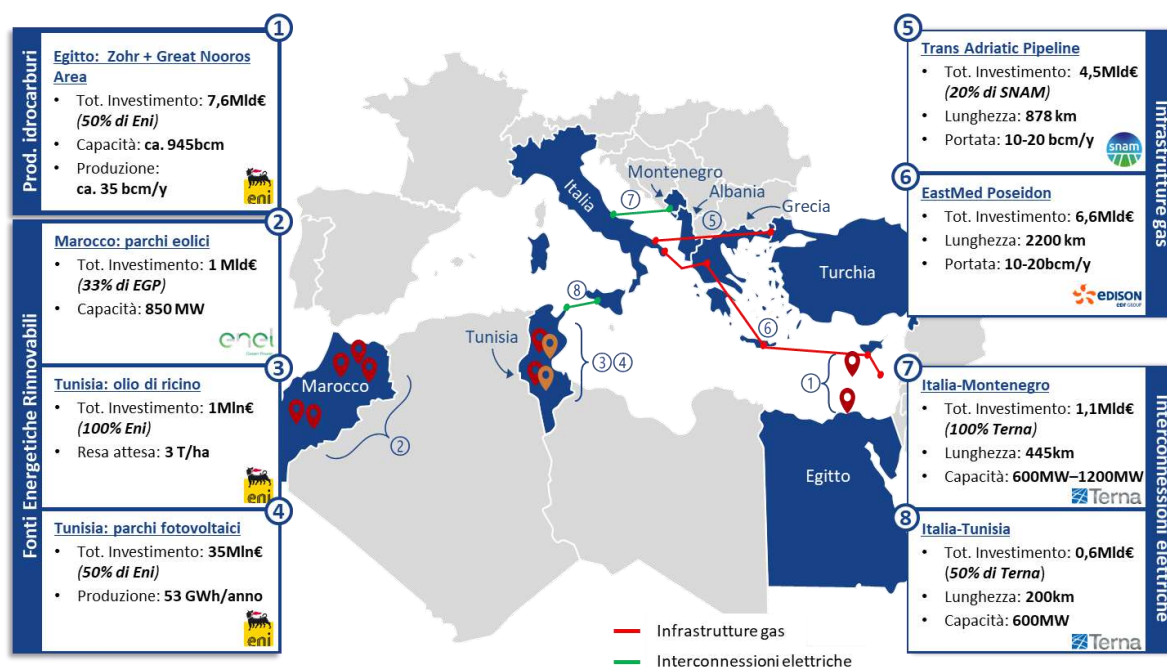 Prod. idrocarburi
1
Egitto: Zohr + Great Nooros
Area
• Tot. Investimento: 7,6Mld€
(50% di Eni)
• Capacità: ca. 945bcm
• Produzione:
ca. 35 bcm/y
eni
Fonti Energetiche Rinnovabili
2
Marocco: parchi eolici
• Tot. Investimento: 1 Mld€
(33% di EGP)
• Capacità: 850 MW
enel
Green Power
3
Tunisia: olio di ricino
• Tot. Investimento: 1Mln€
(100% Eni)
• Resa attesa: 3 T/ha
eni
4
Tunisia: parchi fotovoltaici
• Tot. Investimento: 35Mln€
(50% di Eni)
• Produzione: 53 GWh/anno
eni
Italia
Montenegro
Albania
Grecia
Turchia
Tunisia
Marocco
Egitto
7
5
8
6
3 4
1
2
Infrastrutture gas
Interconnessioni elettriche
Infrastrutture gas
5
Trans Adriatic Pipeline
• Tot. Investimento: 4,5Mld€
(20% di SNAM)
• Lunghezza: 878 km
• Portata: 10-20 bcm/y
snam
6
EastMed Poseidon
• Tot. Investimento: 6,6Mld€
• Lunghezza: 2200 km
• Portata: 10-20bcm/y
eDISON
EDF GROUP
Interconnessioni elettriche
7
Italia-Montenegro
• Tot. Investimento: 1,1Mld€
(100% Terna)
• Lunghezza: 445km
• Capacità: 600MW–1200MW
Terna
8
Italia-Tunisia
• Tot. Investimento: 0,6Mld€
(50% di Terna)
• Lunghezza: 200km
• Capacità: 600MW
Terna